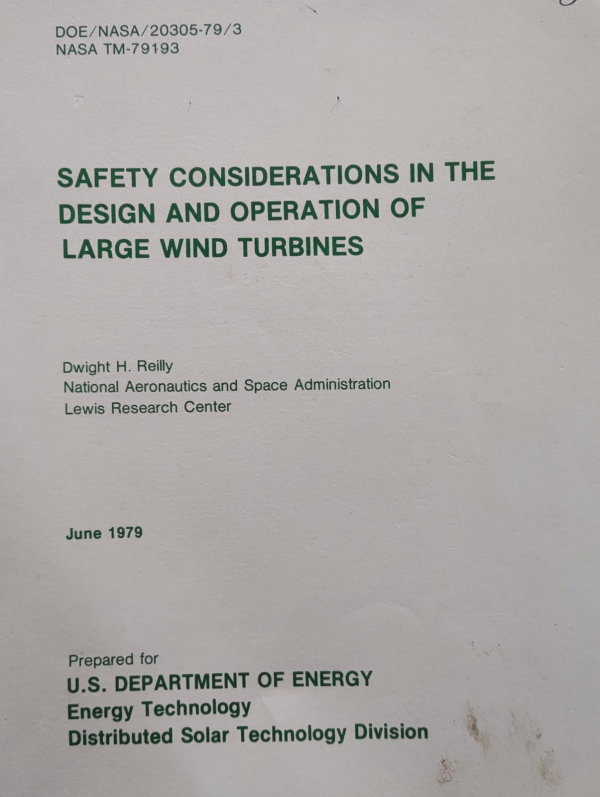 DOE/NASA/20305-79/3
NASA TM-79193
SAFETY CONSIDERATIONS IN THE
DESIGN AND OPERATION OF
LARGE WIND TURBINES
Dwight H. Reilly
National Aeronautics and Space Administration
Lewis Research Center
June 1979
Prepared for
U.S. DEPARTMENT OF ENERGY
Energy Technology
Distributed Solar Technology Division